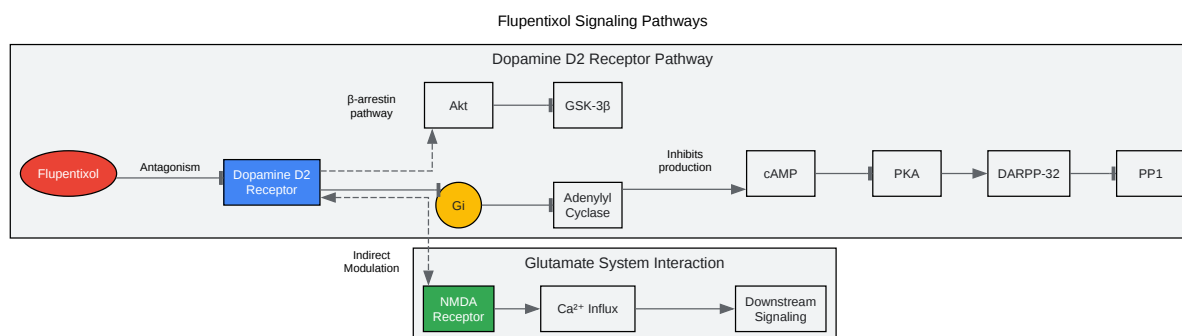 Flupentixol Signaling Pathways
Dopamine D2 Receptor Pathway
β-arrestin
pathway
Akt
GSK-3β
Flupentixol
Antagonism
Dopamine D2
Receptor
Gi
Adenylyl
Cyclase
Inhibits
production
cAMP
PKA
DARPP-32
PP1
Indirect
Modulation
Glutamate System Interaction
NMDA
Receptor
Ca²⁺ Influx
Downstream
Signaling